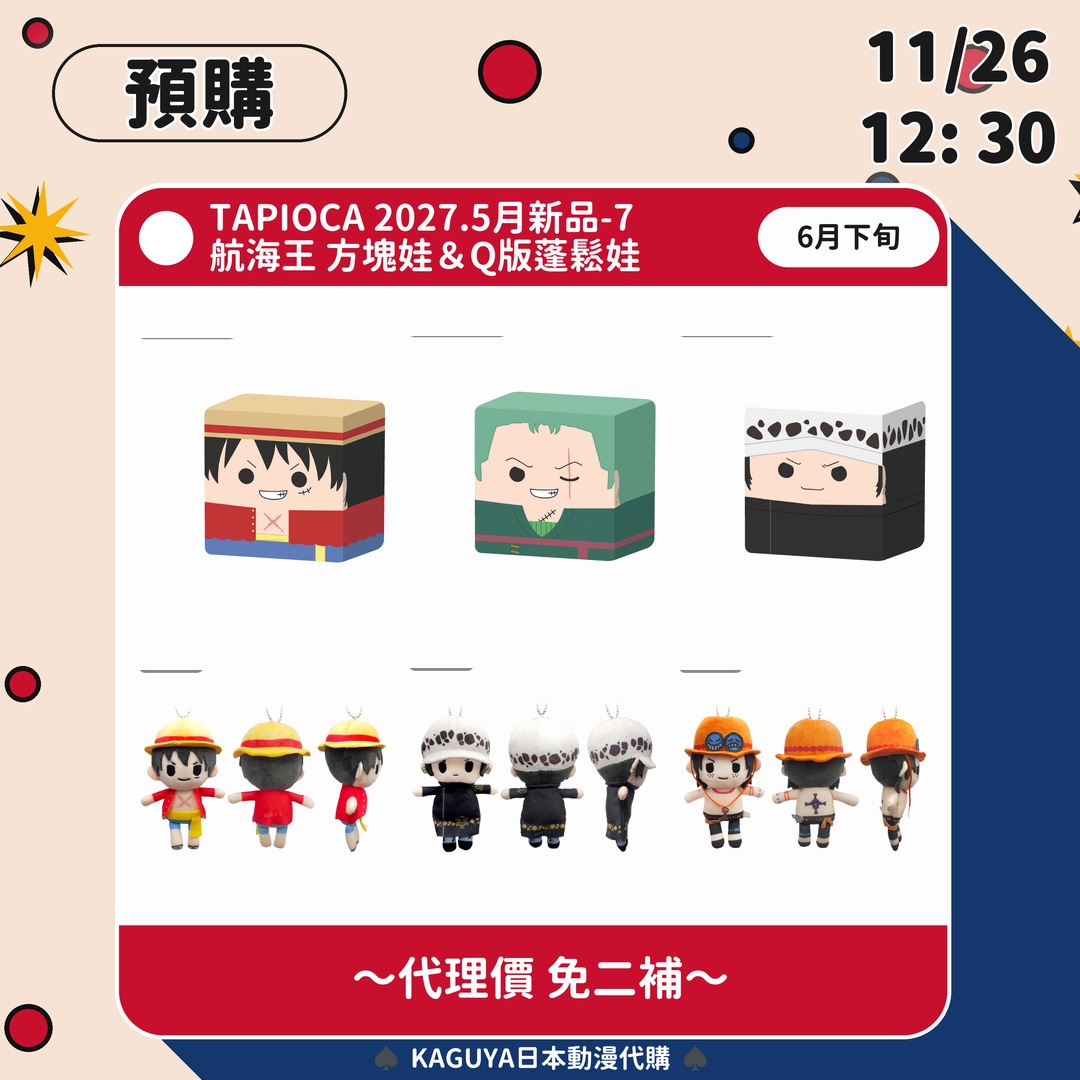 預購
11/26
12: 30
TAPIOCA 2027.5月新品-7
航海王 方塊娃&Q版蓬鬆娃
6月下旬
～代理價 免二補～
♠ KAGUYA日本動漫代購 ♠